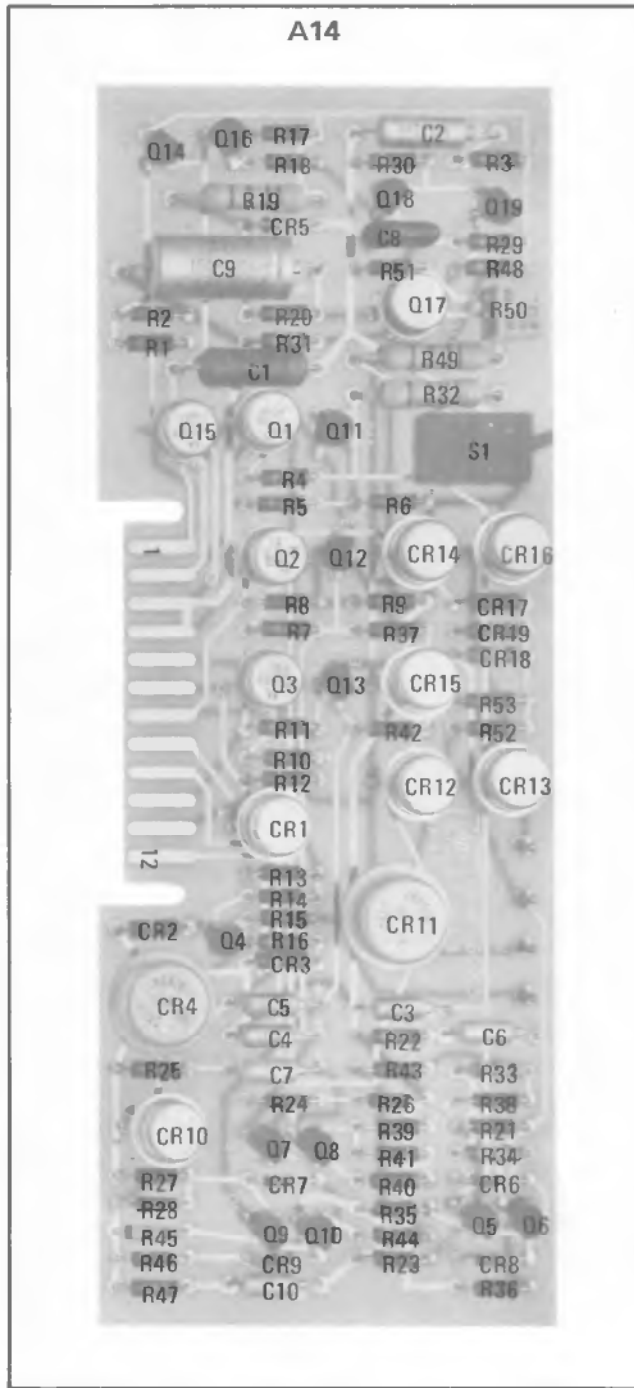 A14
Q14 Q16 R17 C2
R18 R30 R3
R19 Q18 Q19
CR5 C8 R29
C9 R51 R48
R2 R20 Q17 R50
R1 R31 R49
C1 R32
Q15 Q1 Q11 S1
R4
R5 R6
1 Q2 Q12 CR14 CR16
R8 R9 CR17
R7 R37 CR49
CR18
Q3 Q13 CR15
R53
R11 R42 R52
R10
R12 CR12 CR13
CR1
12
R13
R14
CR2 R15 CR11
Q4 R16
CR3
CR4 C5 C3
C4 R22 C6
R25 C7 R43 R33
R24 R26 R38
CR10 R39 R21
Q7 Q8 R41 R34
R27 CR7 R40 CR6
R28 R35 Q5 Q6
R45 Q9 Q10 R44
R46 CR9 R23 CR8
R47 C10 R36